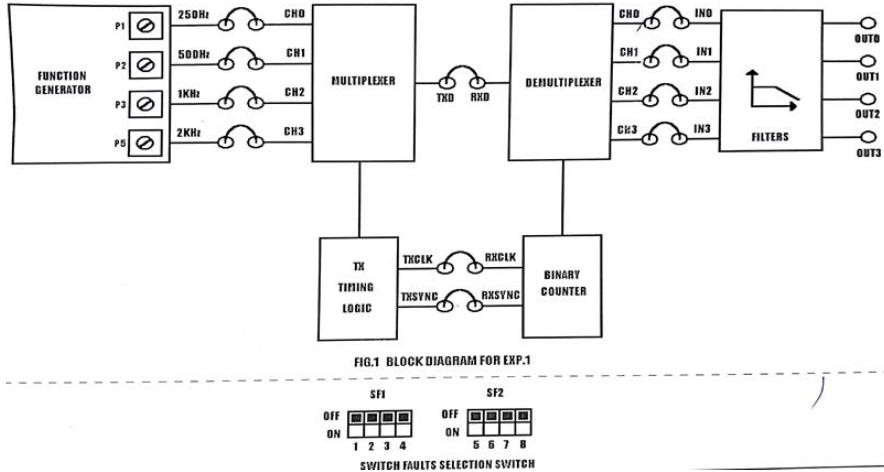 P1
250Hz
CH0
P2
500Hz
CH1
FUNCTION
GENERATOR
P3
1KHz
CH2
P5
2KHz
CH3
MULTIPLEXER
TXD
RXD
DEMULTIPLEXER
CH0
IN0
CH1
IN1
CH2
IN2
CH3
IN3
FILTERS
OUT0
OUT1
OUT2
OUT3
TX
TIMING
LOGIC
TXCLK
RXCLK
TXSYNC
RXSYNC
BINARY
COUNTER
FIG.1 BLOCK DIAGRAM FOR EXP.1
SF1
SF2
OFF
ON
1 2 3 4
OFF
ON
5 6 7 8
SWITCH FAULTS SELECTION SWITCH